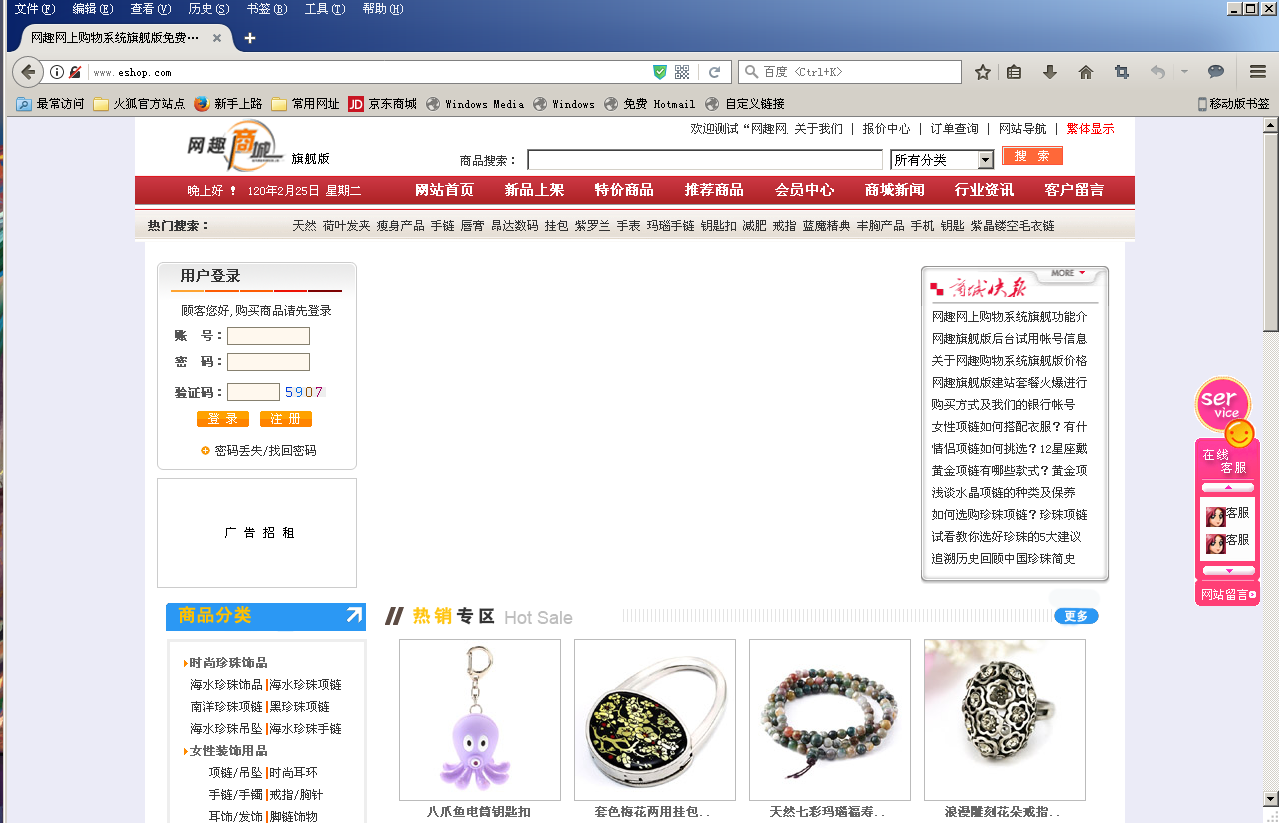 文件(F) 编辑(E) 查看(V) 历史(S) 书签(B) 工具(T) 帮助(H)
网趣网上购物系统旗舰版免费…
www.eshop.com
百度 <Ctrl+K>
最常访问 火狐官方站点 新手上路 常用网址 JD 京东商城 Windows Media Windows 免费 Hotmail 自定义链接 移动版书签
网趣商城 旗舰版
欢迎测试“网趣网 关于我们 | 报价中心 | 订单查询 | 网站导航 | 繁体显示
商品搜索： 所有分类 搜 索
晚上好！ 120年2月25日 星期二 网站首页 新品上架 特价商品 推荐商品 会员中心 商城新闻 行业资讯 客户留言
热门搜索： 天然 荷叶发夹 瘦身产品 手链 唇膏 昂达数码 挂包 紫罗兰 手表 玛瑙手链 钥匙扣 减肥 戒指 蓝魔精典 丰胸产品 手机 钥匙 紫晶镂空毛衣链
用户登录
顾客您好,购买商品请先登录
账 号：
密 码：
验证码： 5907
登 录 注 册
密码丢失/找回密码
广 告 招 租
MORE
商城快报
网趣网上购物系统旗舰功能介
网趣旗舰版后台试用帐号信息
关于网趣购物系统旗舰版价格
网趣旗舰版建站套餐火爆进行
购买方式及我们的银行帐号
女性项链如何搭配衣服？有什
情侣项链如何挑选？12星座戴
黄金项链有哪些款式？黄金项
浅谈水晶项链的种类及保养
如何选购珍珠项链？珍珠项链
试看教你选好珍珠的5大建议
追溯历史回顾中国珍珠简史
service
在线
客服
客服
客服
网站留言
商品分类
热销专区 Hot Sale 更多
时尚珍珠饰品
海水珍珠饰品|海水珍珠项链
南洋珍珠项链|黑珍珠项链
海水珍珠吊坠|海水珍珠手链
女性装饰用品
项链/吊坠|时尚耳环
手链/手镯|戒指/胸针
耳饰/发饰|脚链饰物
八爪鱼电筒钥匙扣 套色梅花两用挂包.. 天然七彩玛瑙福寿.. 浪漫雕刻花朵戒指..